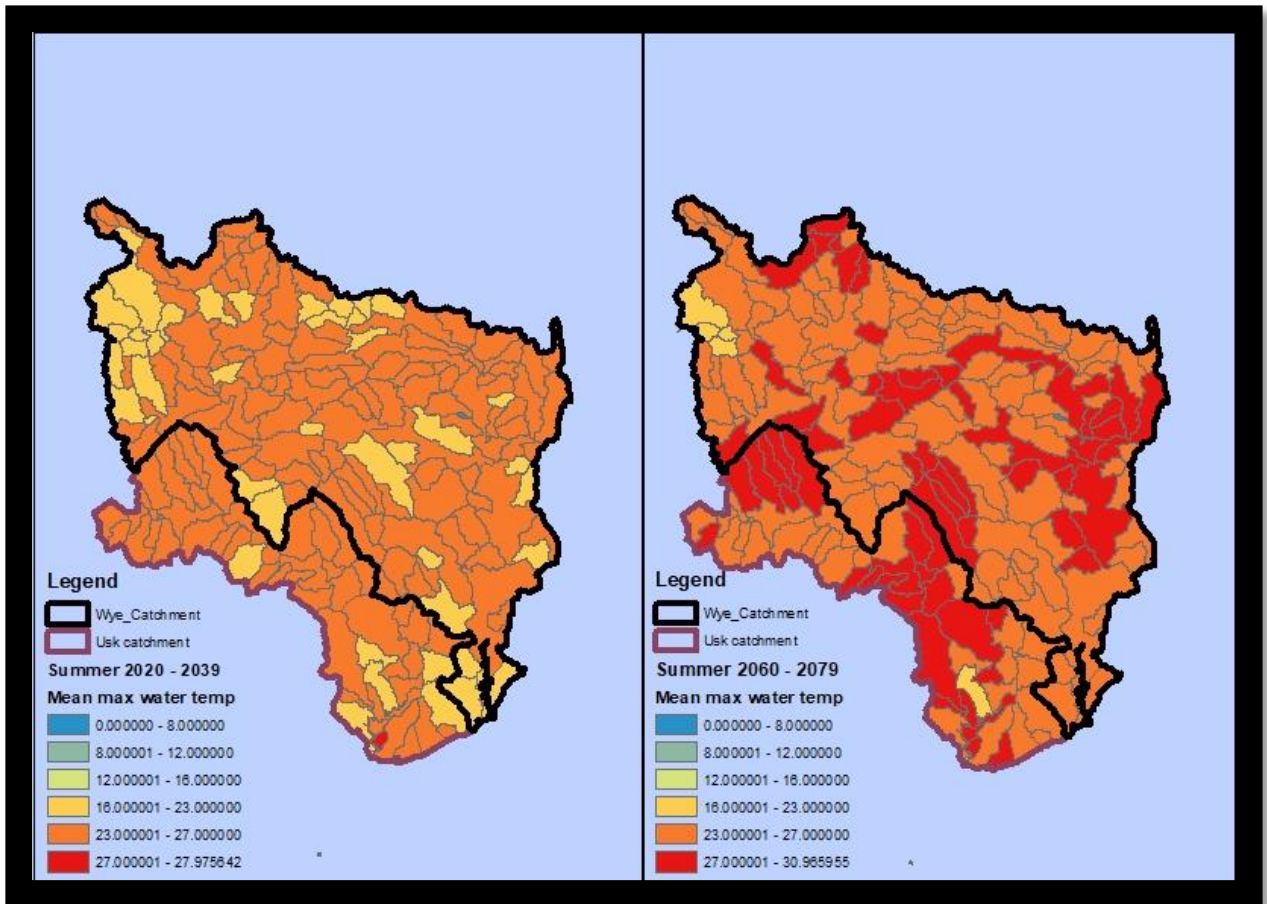 Legend
Wye_Catchment
Usk catchment
Summer 2020 - 2039
Mean max water temp
0.000000 - 8.000000
8.000001 - 12.000000
12.000001 - 16.000000
16.000001 - 23.000000
23.000001 - 27.000000
27.000001 - 27.975642
Legend
Wye_Catchment
Usk catchment
Summer 2060 - 2079
Mean max water temp
0.000000 - 8.000000
8.000001 - 12.000000
12.000001 - 16.000000
16.000001 - 23.000000
23.000001 - 27.000000
27.000001 - 30.965955